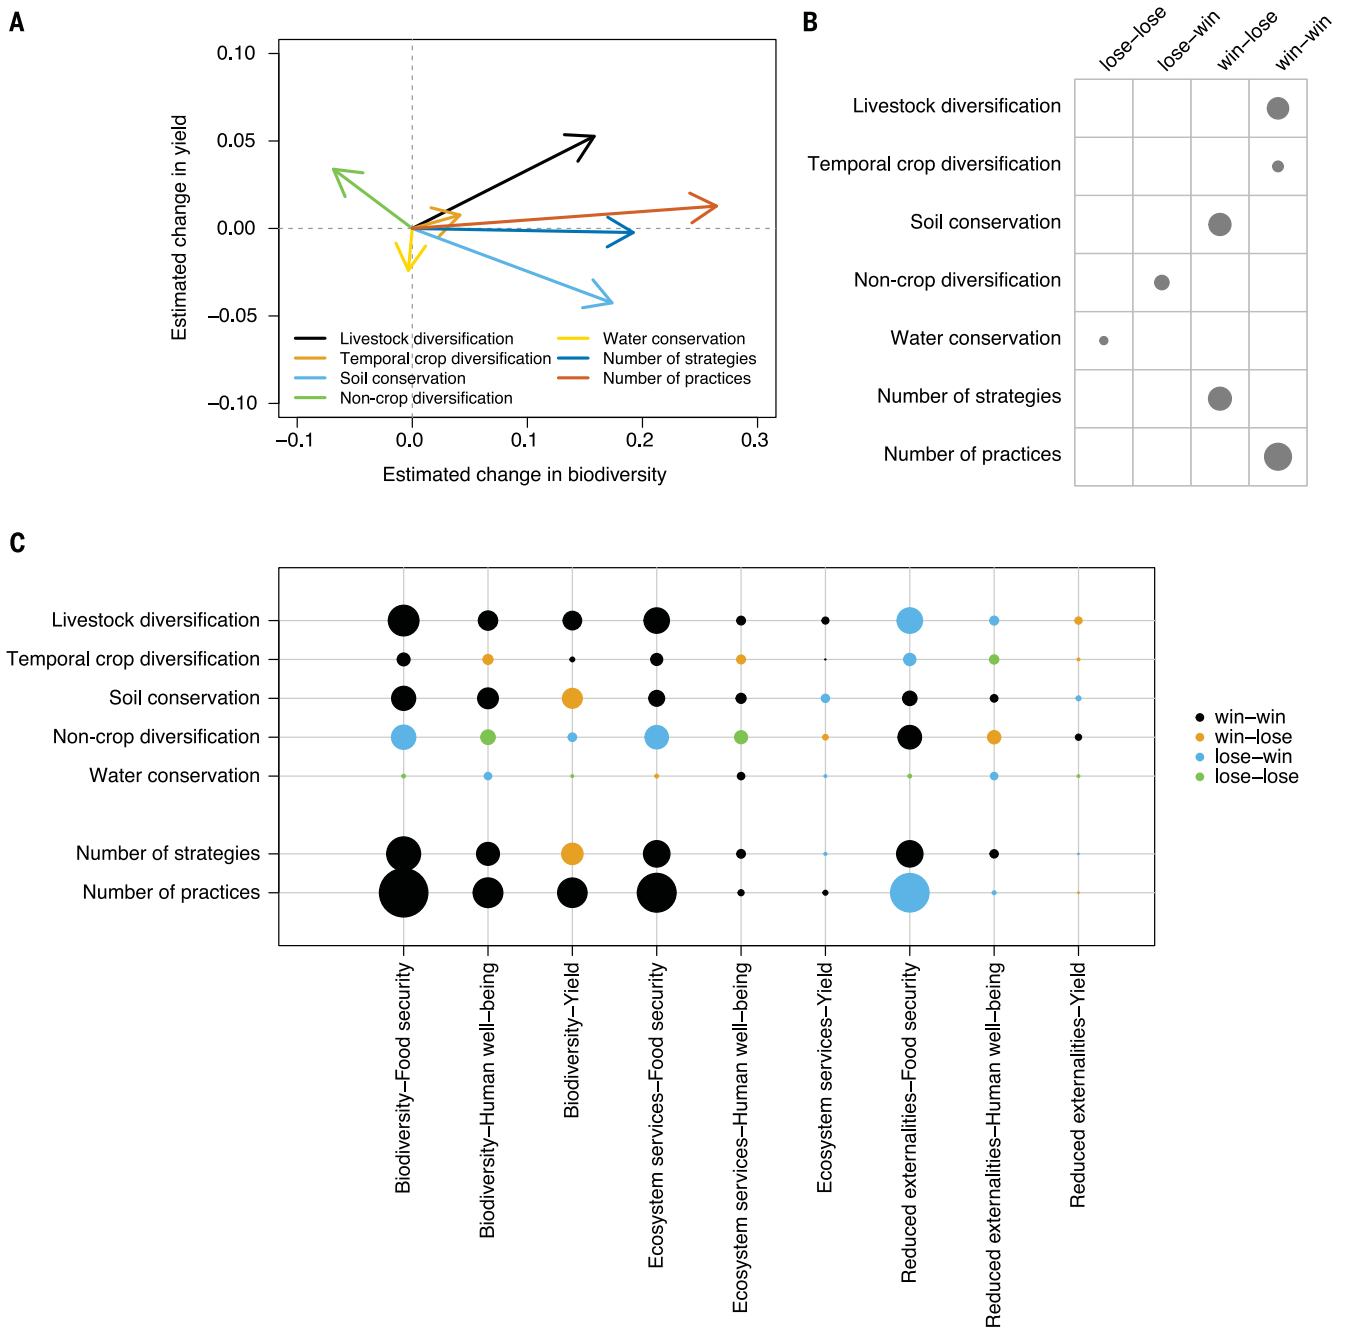 A
Estimated change in yield
0.10
0.05
0.00
−0.05
−0.10
Livestock diversification
Temporal crop diversification
Soil conservation
Non-crop diversification
Water conservation
Number of strategies
Number of practices
−0.1
0.0
0.1
0.2
0.3
Estimated change in biodiversity
B
lose−lose
lose−win
win−lose
win−win
Livestock diversification
Temporal crop diversification
Soil conservation
Non-crop diversification
Water conservation
Number of strategies
Number of practices
C
Livestock diversification
Temporal crop diversification
Soil conservation
Non-crop diversification
Water conservation
Number of strategies
Number of practices
win−win
win−lose
lose−win
lose−lose
Biodiversity−Food security
Biodiversity−Human well−being
Biodiversity−Yield
Ecosystem services−Food security
Ecosystem services−Human well−being
Ecosystem services−Yield
Reduced externalities−Food security
Reduced externalities−Human well−being
Reduced externalities−Yield